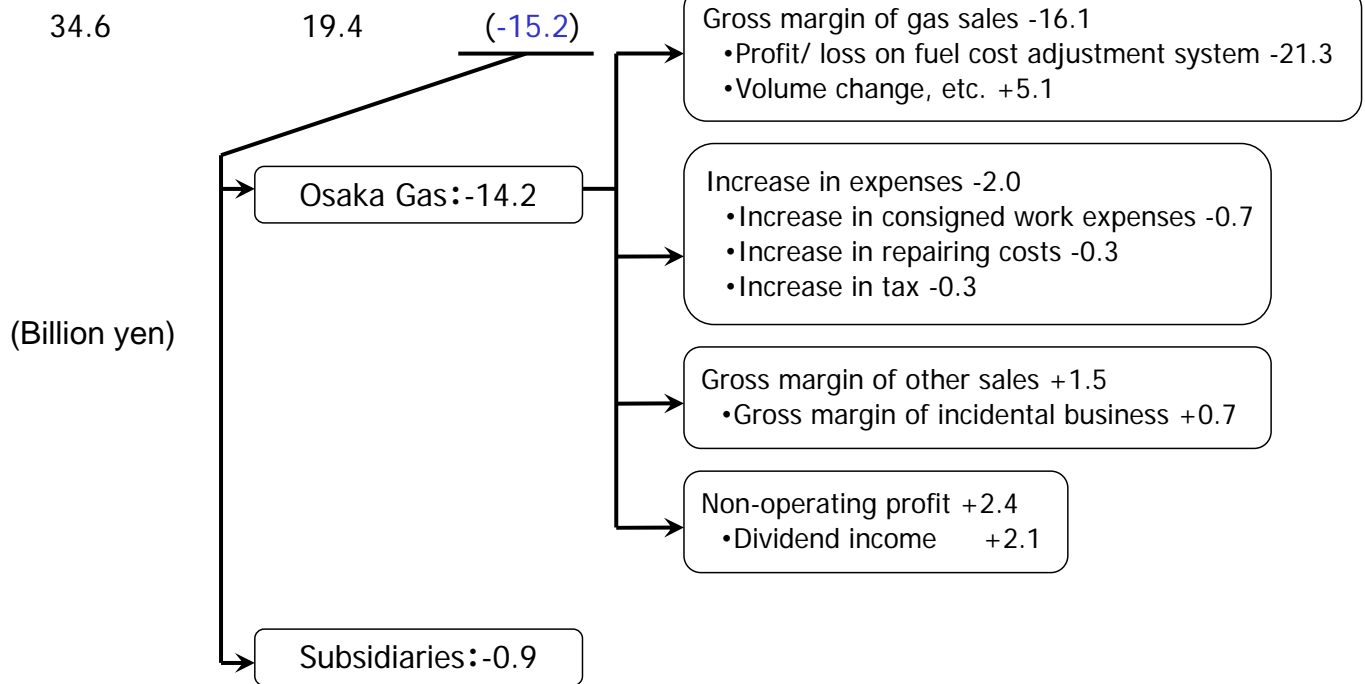 34.6 19.4 (-15.2)
Gross margin of gas sales -16.1
•Profit/ loss on fuel cost adjustment system -21.3
•Volume change, etc. +5.1
Osaka Gas:-14.2
Increase in expenses -2.0
•Increase in consigned work expenses -0.7
•Increase in repairing costs -0.3
•Increase in tax -0.3
(Billion yen)
Gross margin of other sales +1.5
•Gross margin of incidental business +0.7
Non-operating profit +2.4
•Dividend income +2.1
Subsidiaries:-0.9